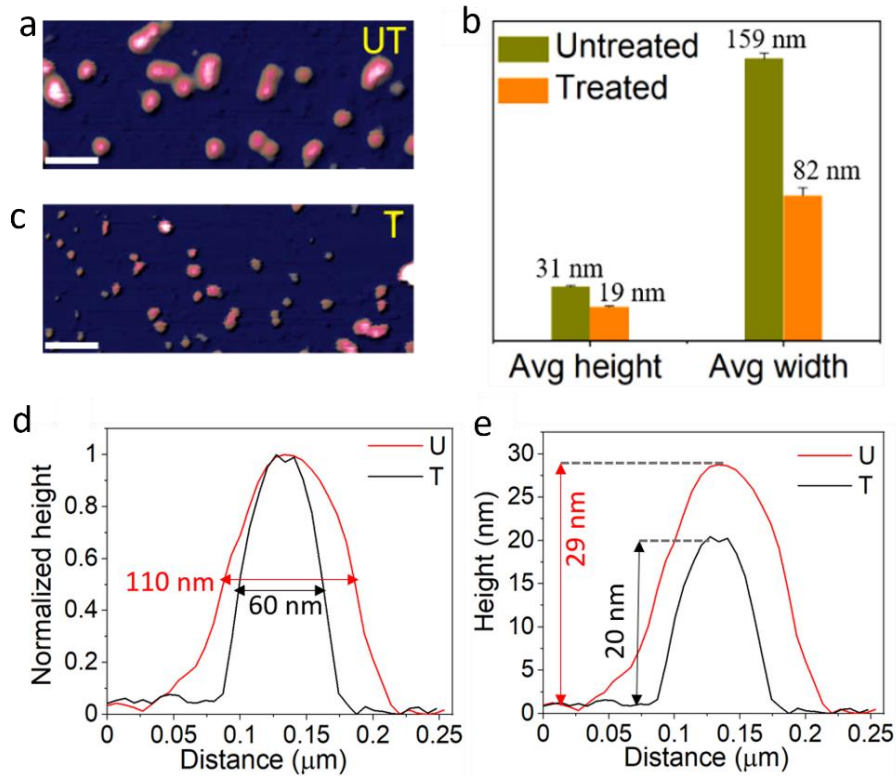 a
UT
c
T
b
Untreated
Treated
159 nm
82 nm
31 nm
19 nm
Avg height
Avg width
d
U
T
1
0.8
0.6
0.4
0.2
0
110 nm
60 nm
Normalized height
0
0.05
0.10
0.15
0.2
0.25
Distance (μm)
e
U
T
30
25
20
15
10
5
0
29 nm
20 nm
Height (nm)
0
0.05
0.1
0.15
0.2
0.25
Distance (μm)